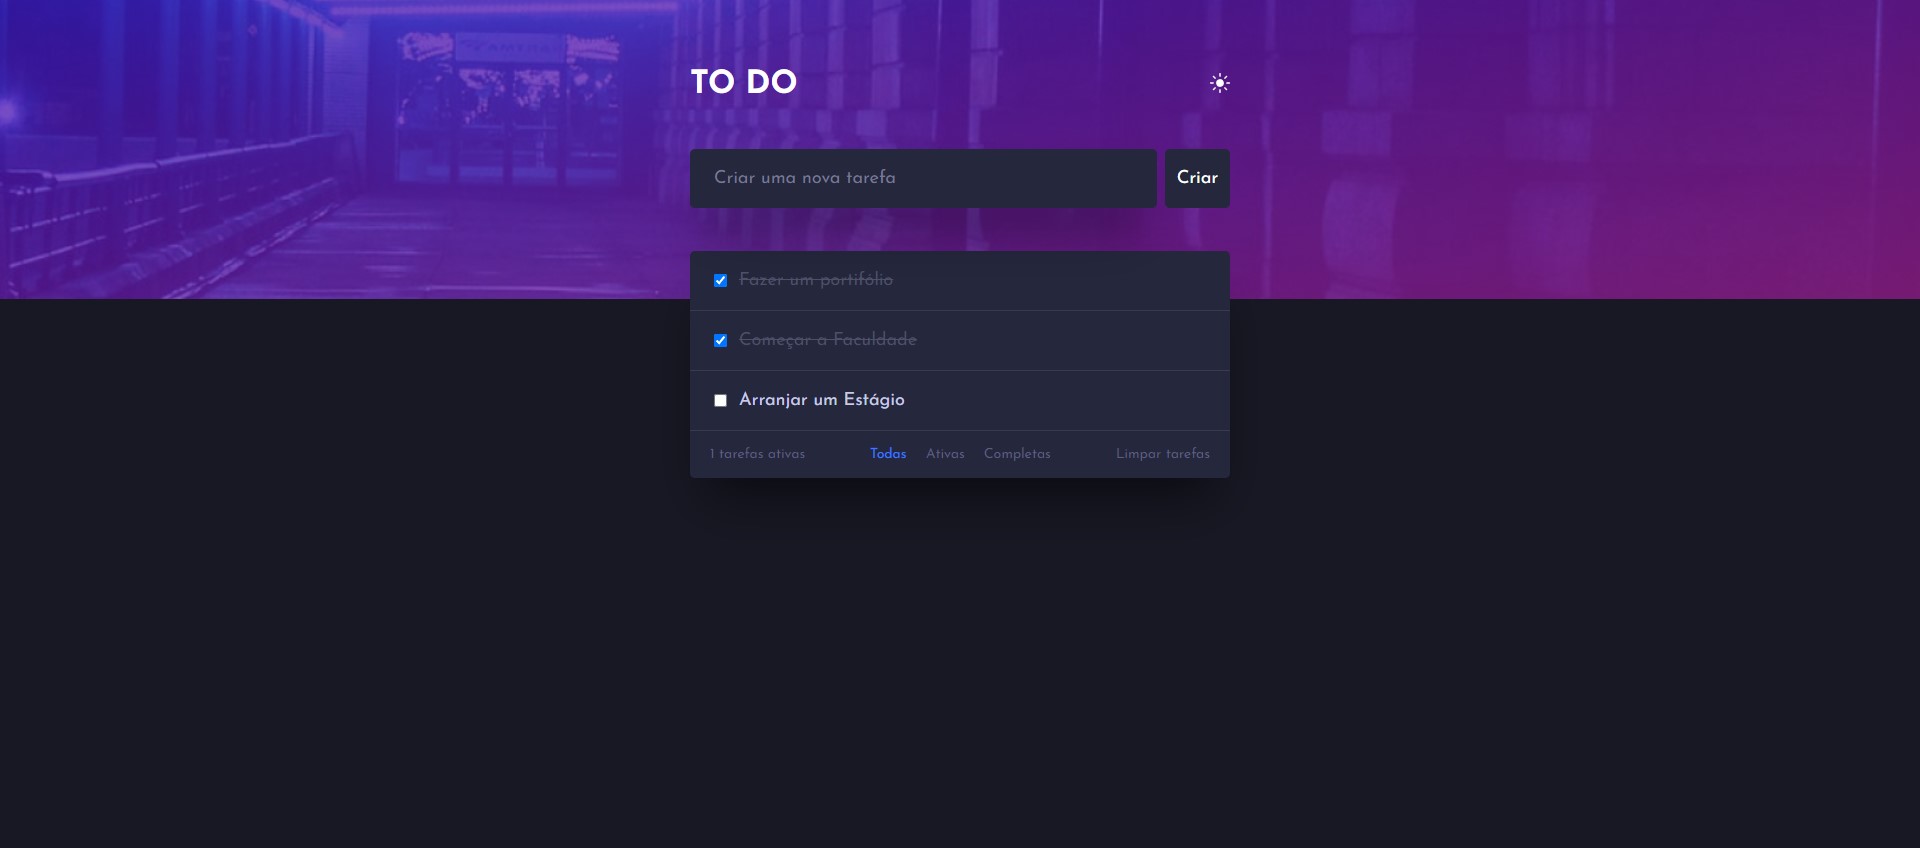 TO DO
Criar uma nova tarefa
Criar
Fazer um portifólio
Começar a Faculdade
Arranjar um Estágio
1 tarefas ativas Todas Ativas Completas Limpar tarefas